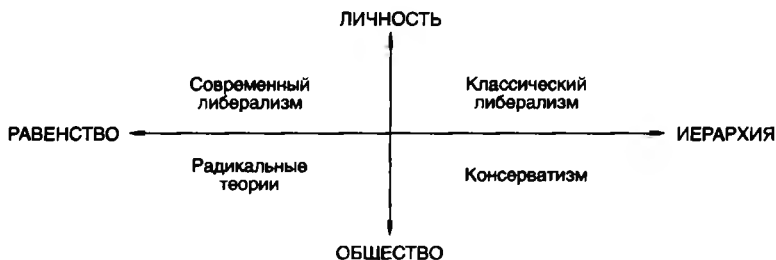 ЛИЧНОСТЬ
Современный
либерализм
Классический
либерализм
РАВЕНСТВО
ИЕРАРХИЯ
Радикальные
теории
Консерватизм
ОБЩЕСТВО